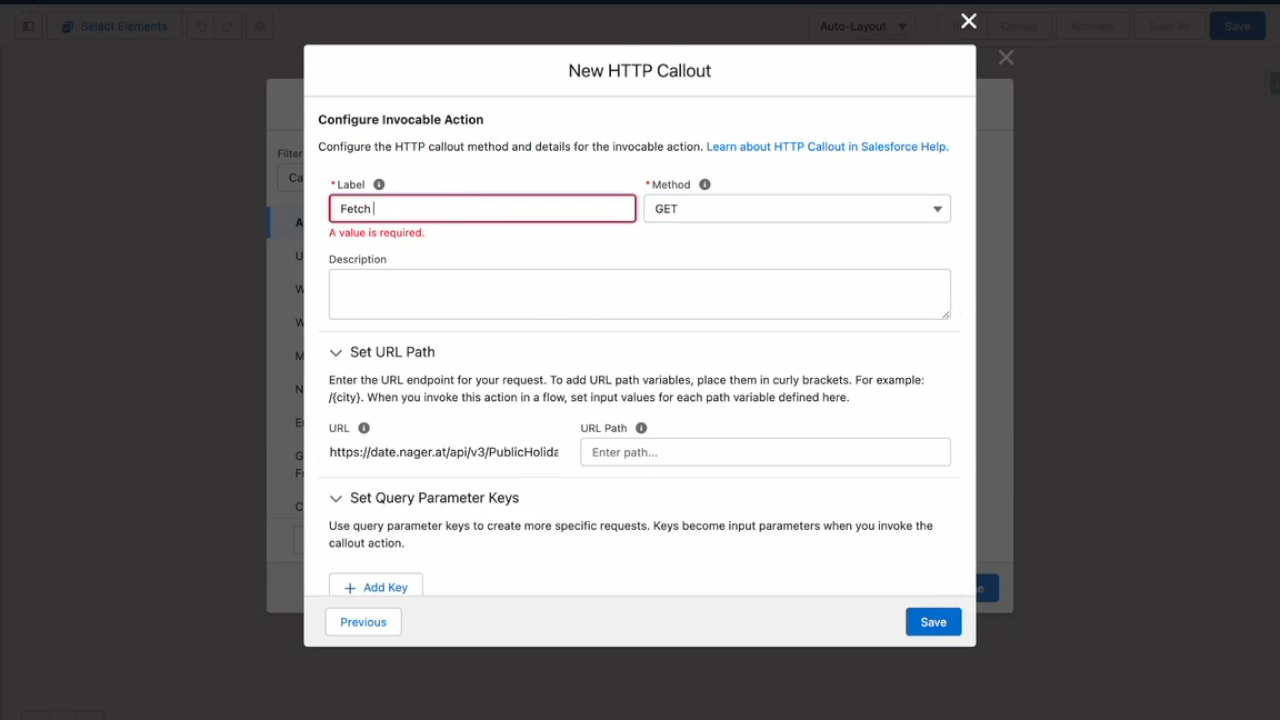 Select Elements
Auto-Layout
Debug
Activate
Save As
Save
New HTTP Callout
Configure Invocable Action
Configure the HTTP callout method and details for the invocable action. Learn about HTTP Callout in Salesforce Help.
* Label
* Method
Fetch
GET
A value is required.
Description
Set URL Path
Enter the URL endpoint for your request. To add URL path variables, place them in curly brackets. For example:
/{city}. When you invoke this action in a flow, set input values for each path variable defined here.
URL
URL Path
https://date.nager.at/api/v3/PublicHolida
Enter path...
Set Query Parameter Keys
Use query parameter keys to create more specific requests. Keys become input parameters when you invoke the
callout action.
Add Key
Previous
Save
Filter